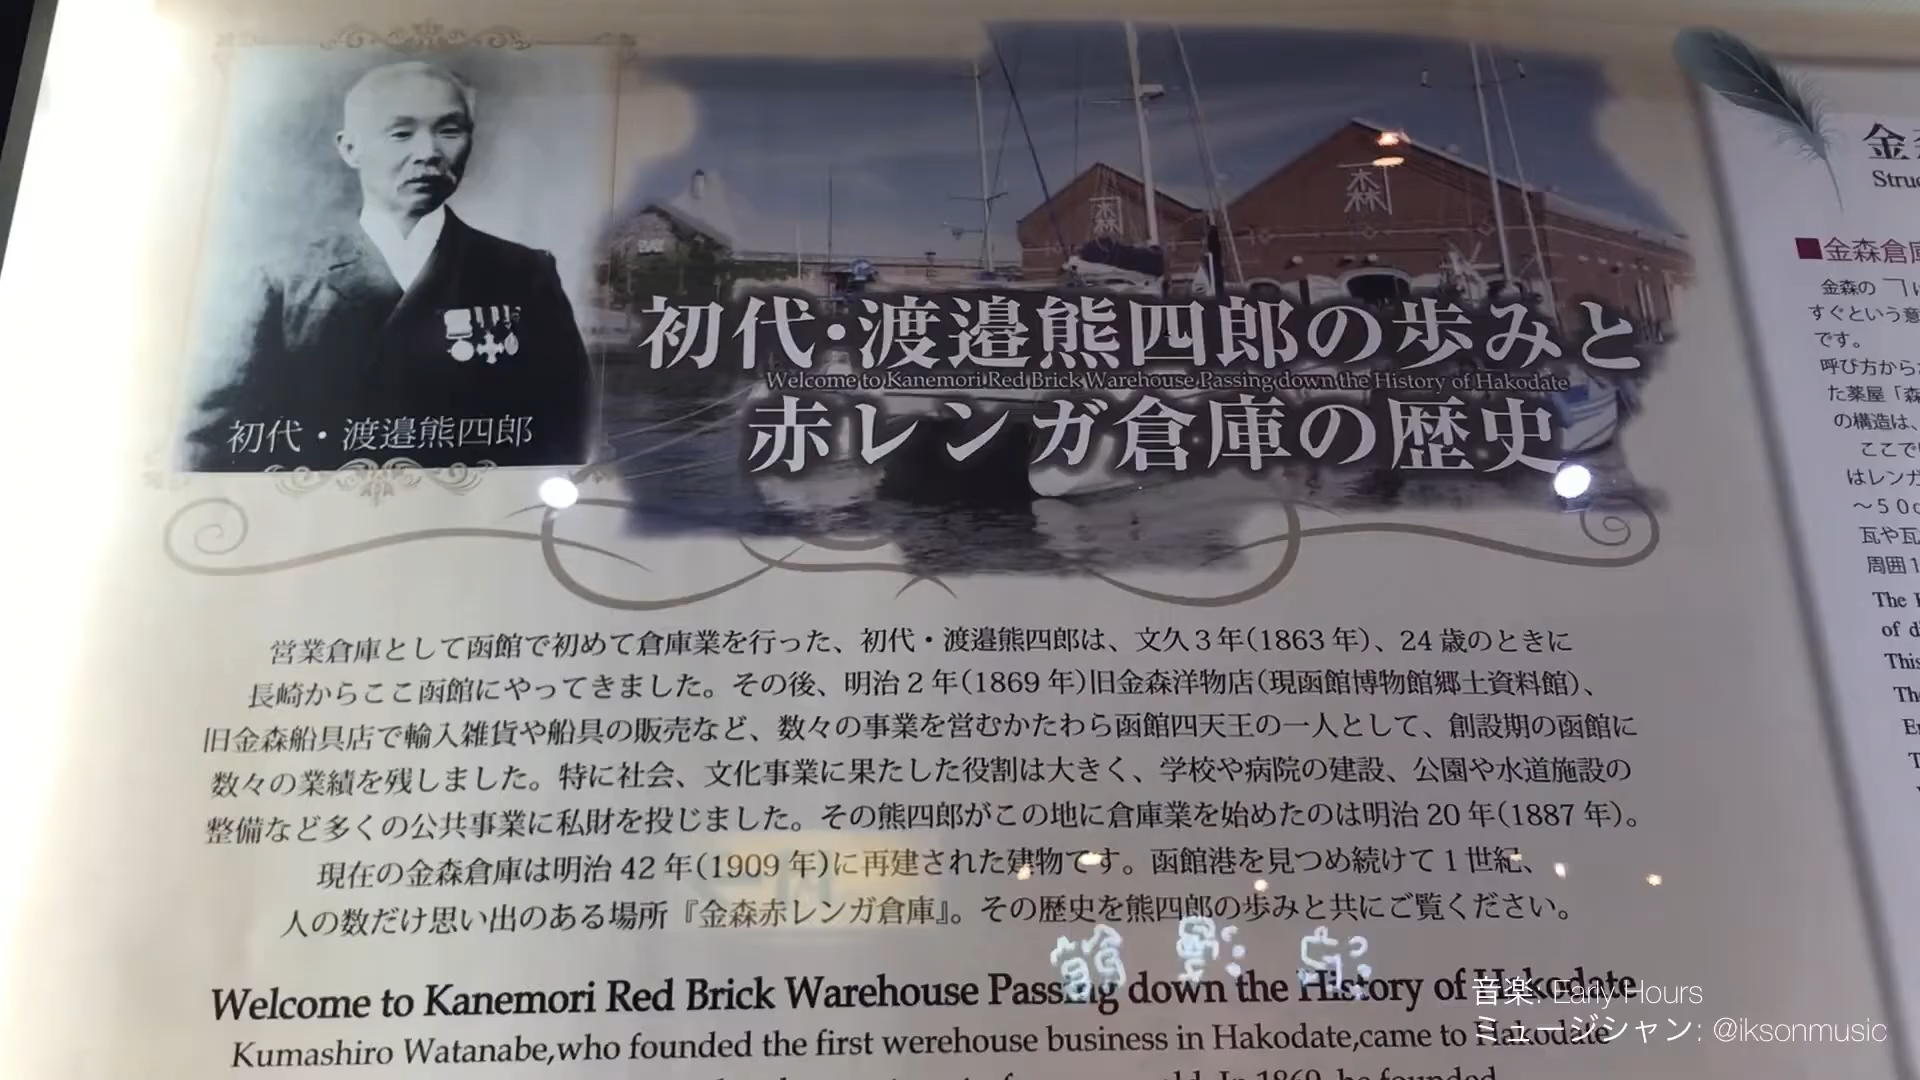 初代・渡邉熊四郎
森
森
初代・渡邉熊四郎の歩みと
Welcome to Kanemori Red Brick Warehouse Passing down the History of Hakodate
赤レンガ倉庫の歴史
営業倉庫として函館で初めて倉庫業を行った、初代・渡邉熊四郎は、文久3年(1863年)、24歳のときに
長崎からここ函館にやってきました。その後、明治2年(1869年)旧金森洋物店(現函館博物館郷土資料館)、
旧金森船具店で輸入雑貨や船具の販売など、数々の事業を営むかたわら函館四天王の一人として、創設期の函館に
数々の業績を残しました。特に社会、文化事業に果たした役割は大きく、学校や病院の建設、公園や水道施設の
整備など多くの公共事業に私財を投じました。その熊四郎がこの地に倉庫業を始めたのは明治20年(1887年)。
現在の金森倉庫は明治42年(1909年)に再建された建物です。函館港を見つめ続けて1世紀、
人の数だけ思い出のある場所『金森赤レンガ倉庫』。その歴史を熊四郎の歩みと共にご覧ください。
Welcome to Kanemori Red Brick Warehouse Passing down the History of Hakodate
Kumashiro Watanabe,who founded the first werehouse business in Hakodate,came to Hakodate
In 1869, he founded
金
Struc
■金森倉庫
金森の
すぐという意
です。
呼び方から
た薬屋「森
の構造は、
ここで
はレンガ
～50c
瓦や瓦
周囲1
The
of d
This
Th
音楽: Early Hours
ミュージシャン: @iksonmusic